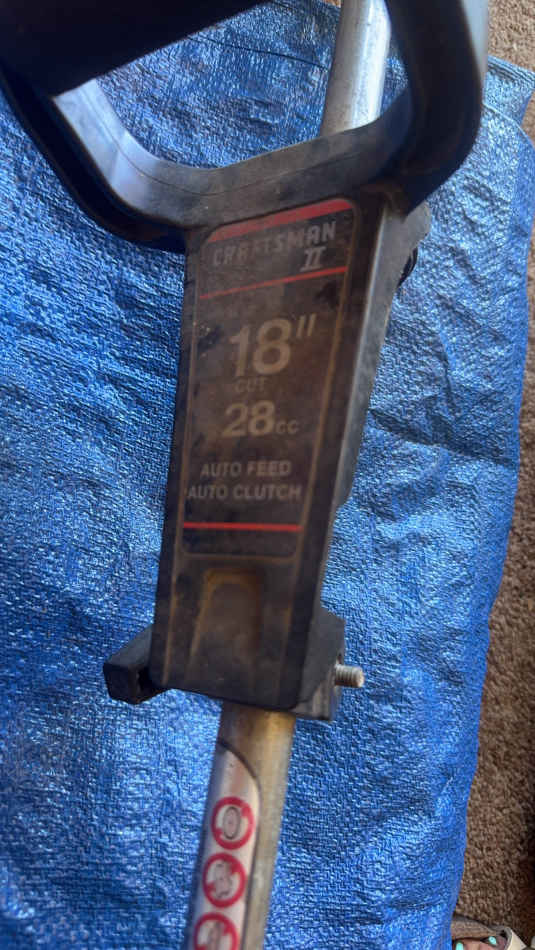 CRAFTSMAN
II
18"
CUT
28cc
AUTO FEED
AUTO CLUTCH